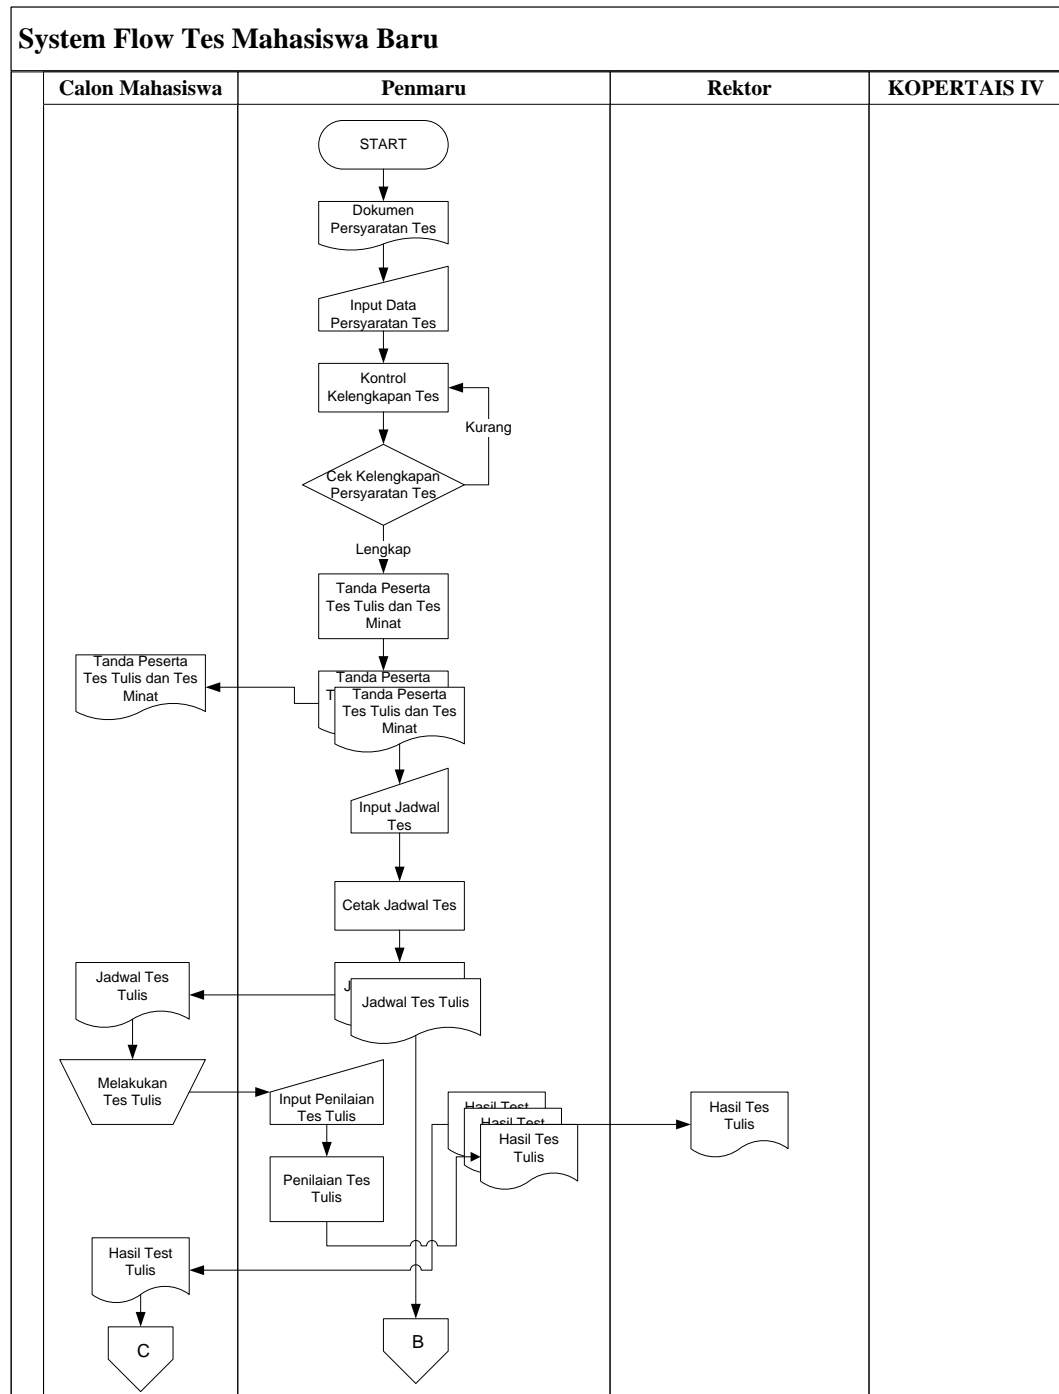 System Flow Tes Mahasiswa Baru
Calon Mahasiswa
Penmaru
Rektor
KOPERTAIS IV
START
Dokumen
Persyaratan Tes
Input Data
Persyaratan Tes
Kontrol
Kelengkapan Tes
Kurang
Cek Kelengkapan
Persyaratan Tes
Lengkap
Tanda Peserta
Tes Tulis dan Tes
Minat
Tanda Peserta
Tes Tulis dan Tes
Minat
Tanda Peserta
T
Tanda Peserta
Tes Tulis dan Tes
Minat
Input Jadwal
Tes
Cetak Jadwal Tes
Jadwal Tes
Tulis
J
Jadwal Tes Tulis
Melakukan
Tes Tulis
Input Penilaian
Tes Tulis
Hasil Test
Hasil Test
Hasil Tes
Tulis
Hasil Tes
Tulis
Penilaian Tes
Tulis
Hasil Test
Tulis
C
B